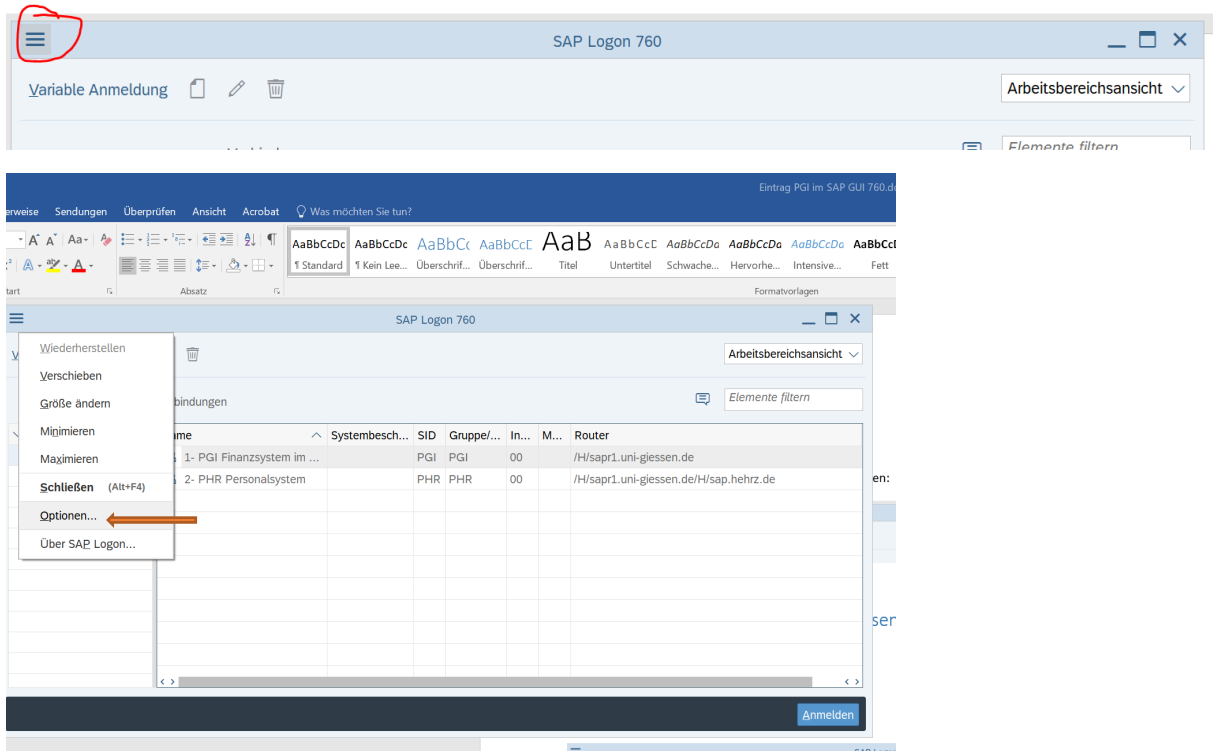 SAP Logon 760
Variable Anmeldung
Arbeitsbereichsansicht
Elemente filtern
Eintrag PGI im SAP GUI 760.do
erweise Sendungen Überprüfen Ansicht Acrobat Was möchten Sie tun?
AaBbCcDc AaBbCcDc AaBbCc AaBbCcE AaB AaBbCcD AaBbCcDa AaBbCcDa AaBbCcDa AaBbCcD
¶ Standard ¶ Kein Lee... Überschrif... Überschrif... Titel Untertitel Schwache... Hervorhe... Intensive... Fett
tart Absatz Formatvorlagen
SAP Logon 760
Wiederherstellen
Verschieben
Größe ändern
Minimieren
Maximieren
Schließen (Alt+F4)
Optionen...
Über SAP Logon...
Arbeitsbereichsansicht
bindungen
Elemente filtern
me Systembesch... SID Gruppe/... In... M... Router
1- PGI Finanzsystem im ... PGI PGI 00 /H/sapr1.uni-giessen.de
2- PHR Personalsystem PHR PHR 00 /H/sapr1.uni-giessen.de/H/sap.hehrz.de
en:
sen
Anmelden